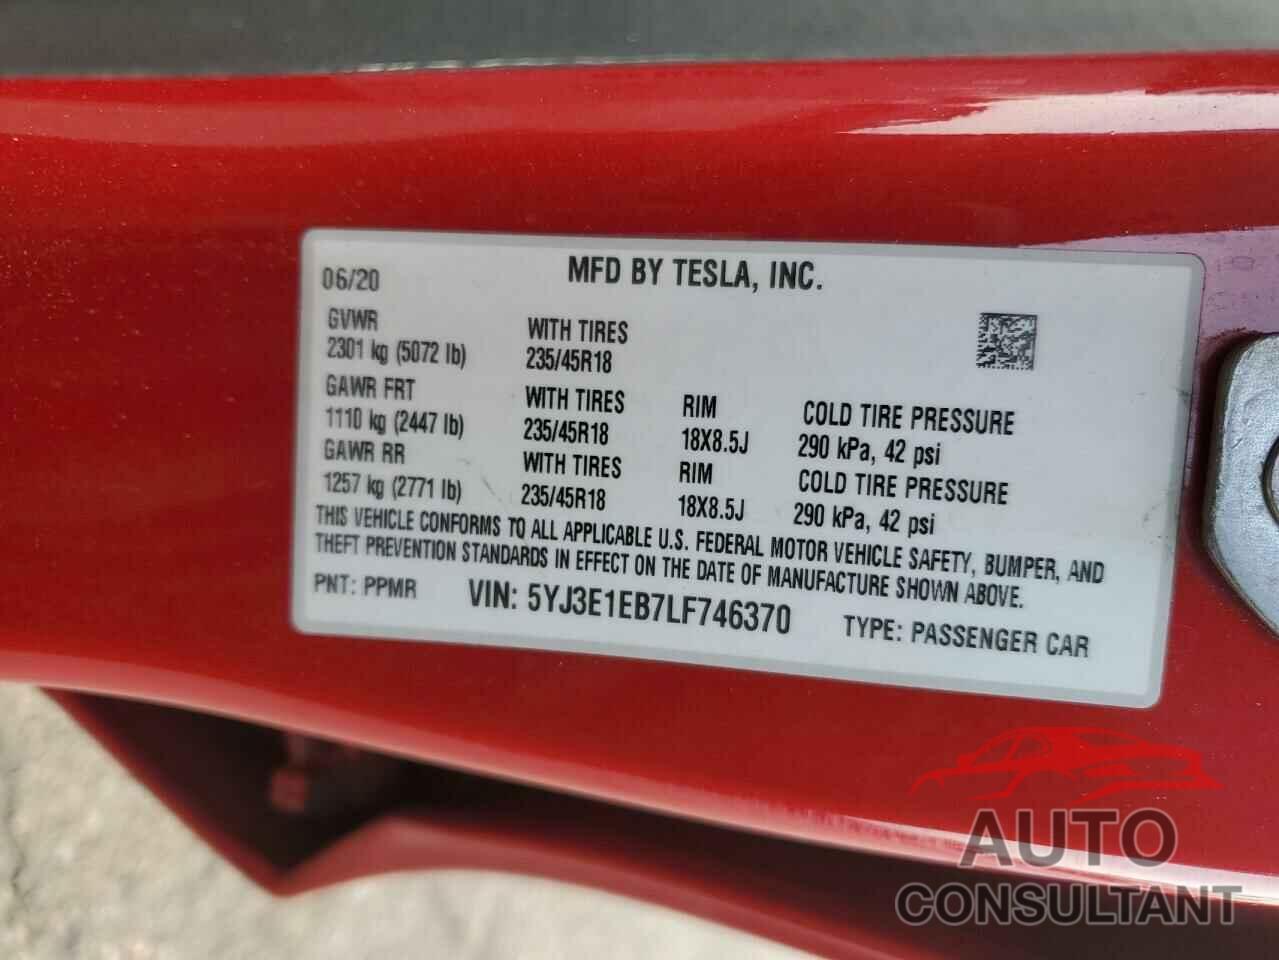 06/20
MFD BY TESLA, INC.
GVWR
2301 kg (5072 lb)
WITH TIRES
235/45R18
GAWR FRT
1110 kg (2447 lb)
WITH TIRES
235/45R18
RIM
18X8.5J
COLD TIRE PRESSURE
290 kPa, 42 psi
GAWR RR
1257 kg (2771 lb)
WITH TIRES
235/45R18
RIM
18X8.5J
COLD TIRE PRESSURE
290 kPa, 42 psi
THIS VEHICLE CONFORMS TO ALL APPLICABLE U.S. FEDERAL MOTOR VEHICLE SAFETY, BUMPER, AND
THEFT PREVENTION STANDARDS IN EFFECT ON THE DATE OF MANUFACTURE SHOWN ABOVE.
PNT: PPMR
VIN: 5YJ3E1EB7LF746370
TYPE: PASSENGER CAR
AUTO
CONSULTANT